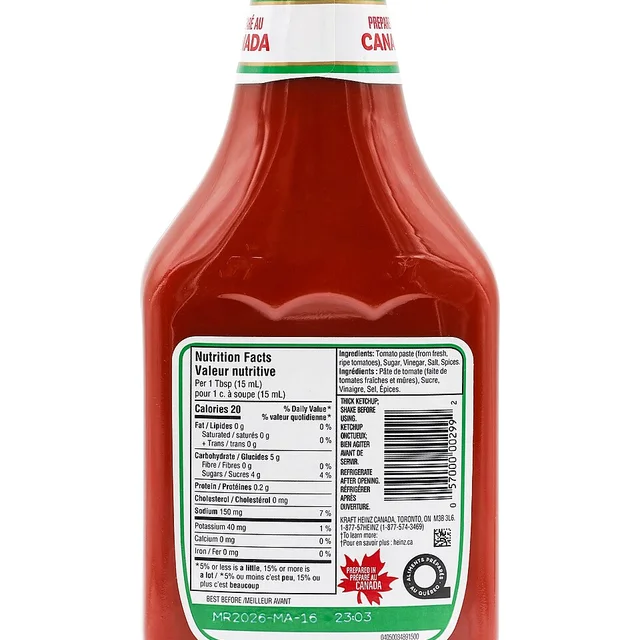 RÉ AU
ADA
PRÉPARÉ
CANA
Nutrition Facts
Valeur nutritive
Per 1 Tbsp (15 mL)
pour 1 c. à soupe (15 mL)
Calories 20
% Daily Value*
% valeur quotidienne*
Fat / Lipides 0 g 0 %
Saturated / saturés 0 g
+ Trans / trans 0 g 0 %
Carbohydrate / Glucides 5 g
Fibre / Fibres 0 g 0 %
Sugars / Sucres 4 g 4 %
Protein / Protéines 0.2 g
Cholesterol / Cholestérol 0 mg
Sodium 150 mg 7 %
Potassium 40 mg 1 %
Calcium 0 mg 0 %
Iron / Fer 0 mg 0 %
*5% or less is a little, 15% or more is
a lot / *5% ou moins c'est peu, 15% ou
plus c'est beaucoup
Ingredients: Tomato paste (from fresh,
ripe tomatoes), Sugar, Vinegar, Salt, Spices.
Ingrédients : Pâte de tomate (faite de
tomates fraîches et mûres), Sucre,
Vinaigre, Sel, Épices.
THICK KETCHUP;
SHAKE BEFORE
USING.
KETCHUP
ONCTUEUX;
BIEN AGITER
AVANT DE
SERVIR.
REFRIGERATE
AFTER OPENING.
RÉFRIGÉRER
APRÈS
OUVERTURE.
0 57000 00299 2
KRAFT HEINZ CANADA, TORONTO, ON M3B 3L6.
1-877-57HEINZ (1-877-574-3469)
†To learn more:
†Pour en savoir plus : heinz.ca
PREPARED IN
PRÉPARÉ AU
CANADA
ALIMENTS PRÉPARÉS
AU QUÉBEC
BEST BEFORE /MEILLEUR AVANT
MR2026-MA-16 23:03
04050034891500